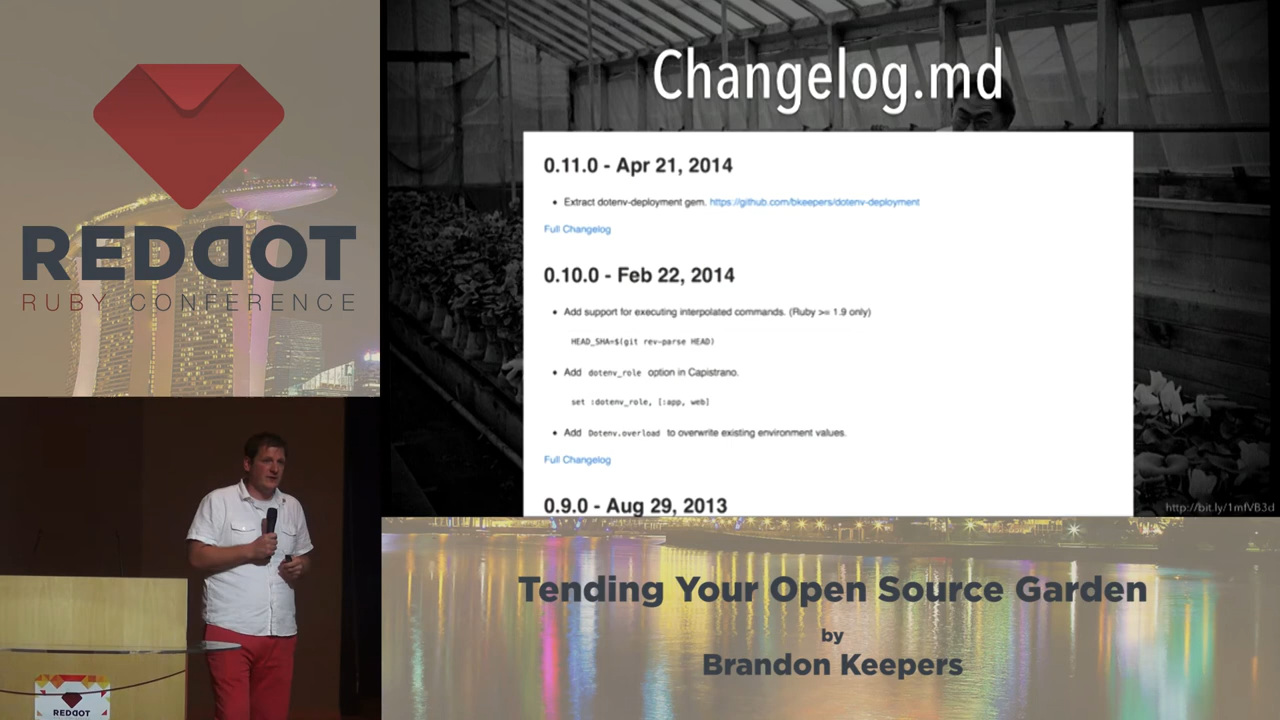 REDDOT
RUBY CONFERENCE
Changelog.md
0.11.0 - Apr 21, 2014
• Extract dotenv-deployment gem. https://github.com/bkeepers/dotenv-deployment
Full Changelog
0.10.0 - Feb 22, 2014
• Add support for executing interpolated commands. (Ruby >= 1.9 only)
HEAD_SHA=$(git rev-parse HEAD)
• Add dotenv_role option in Capistrano.
set :dotenv_role, [:app, web]
• Add Dotenv.overload to overwrite existing environment values.
Full Changelog
0.9.0 - Aug 29, 2013
http://bit.ly/1mfVB3d
Tending Your Open Source Garden
by
Brandon Keepers
REDDOT